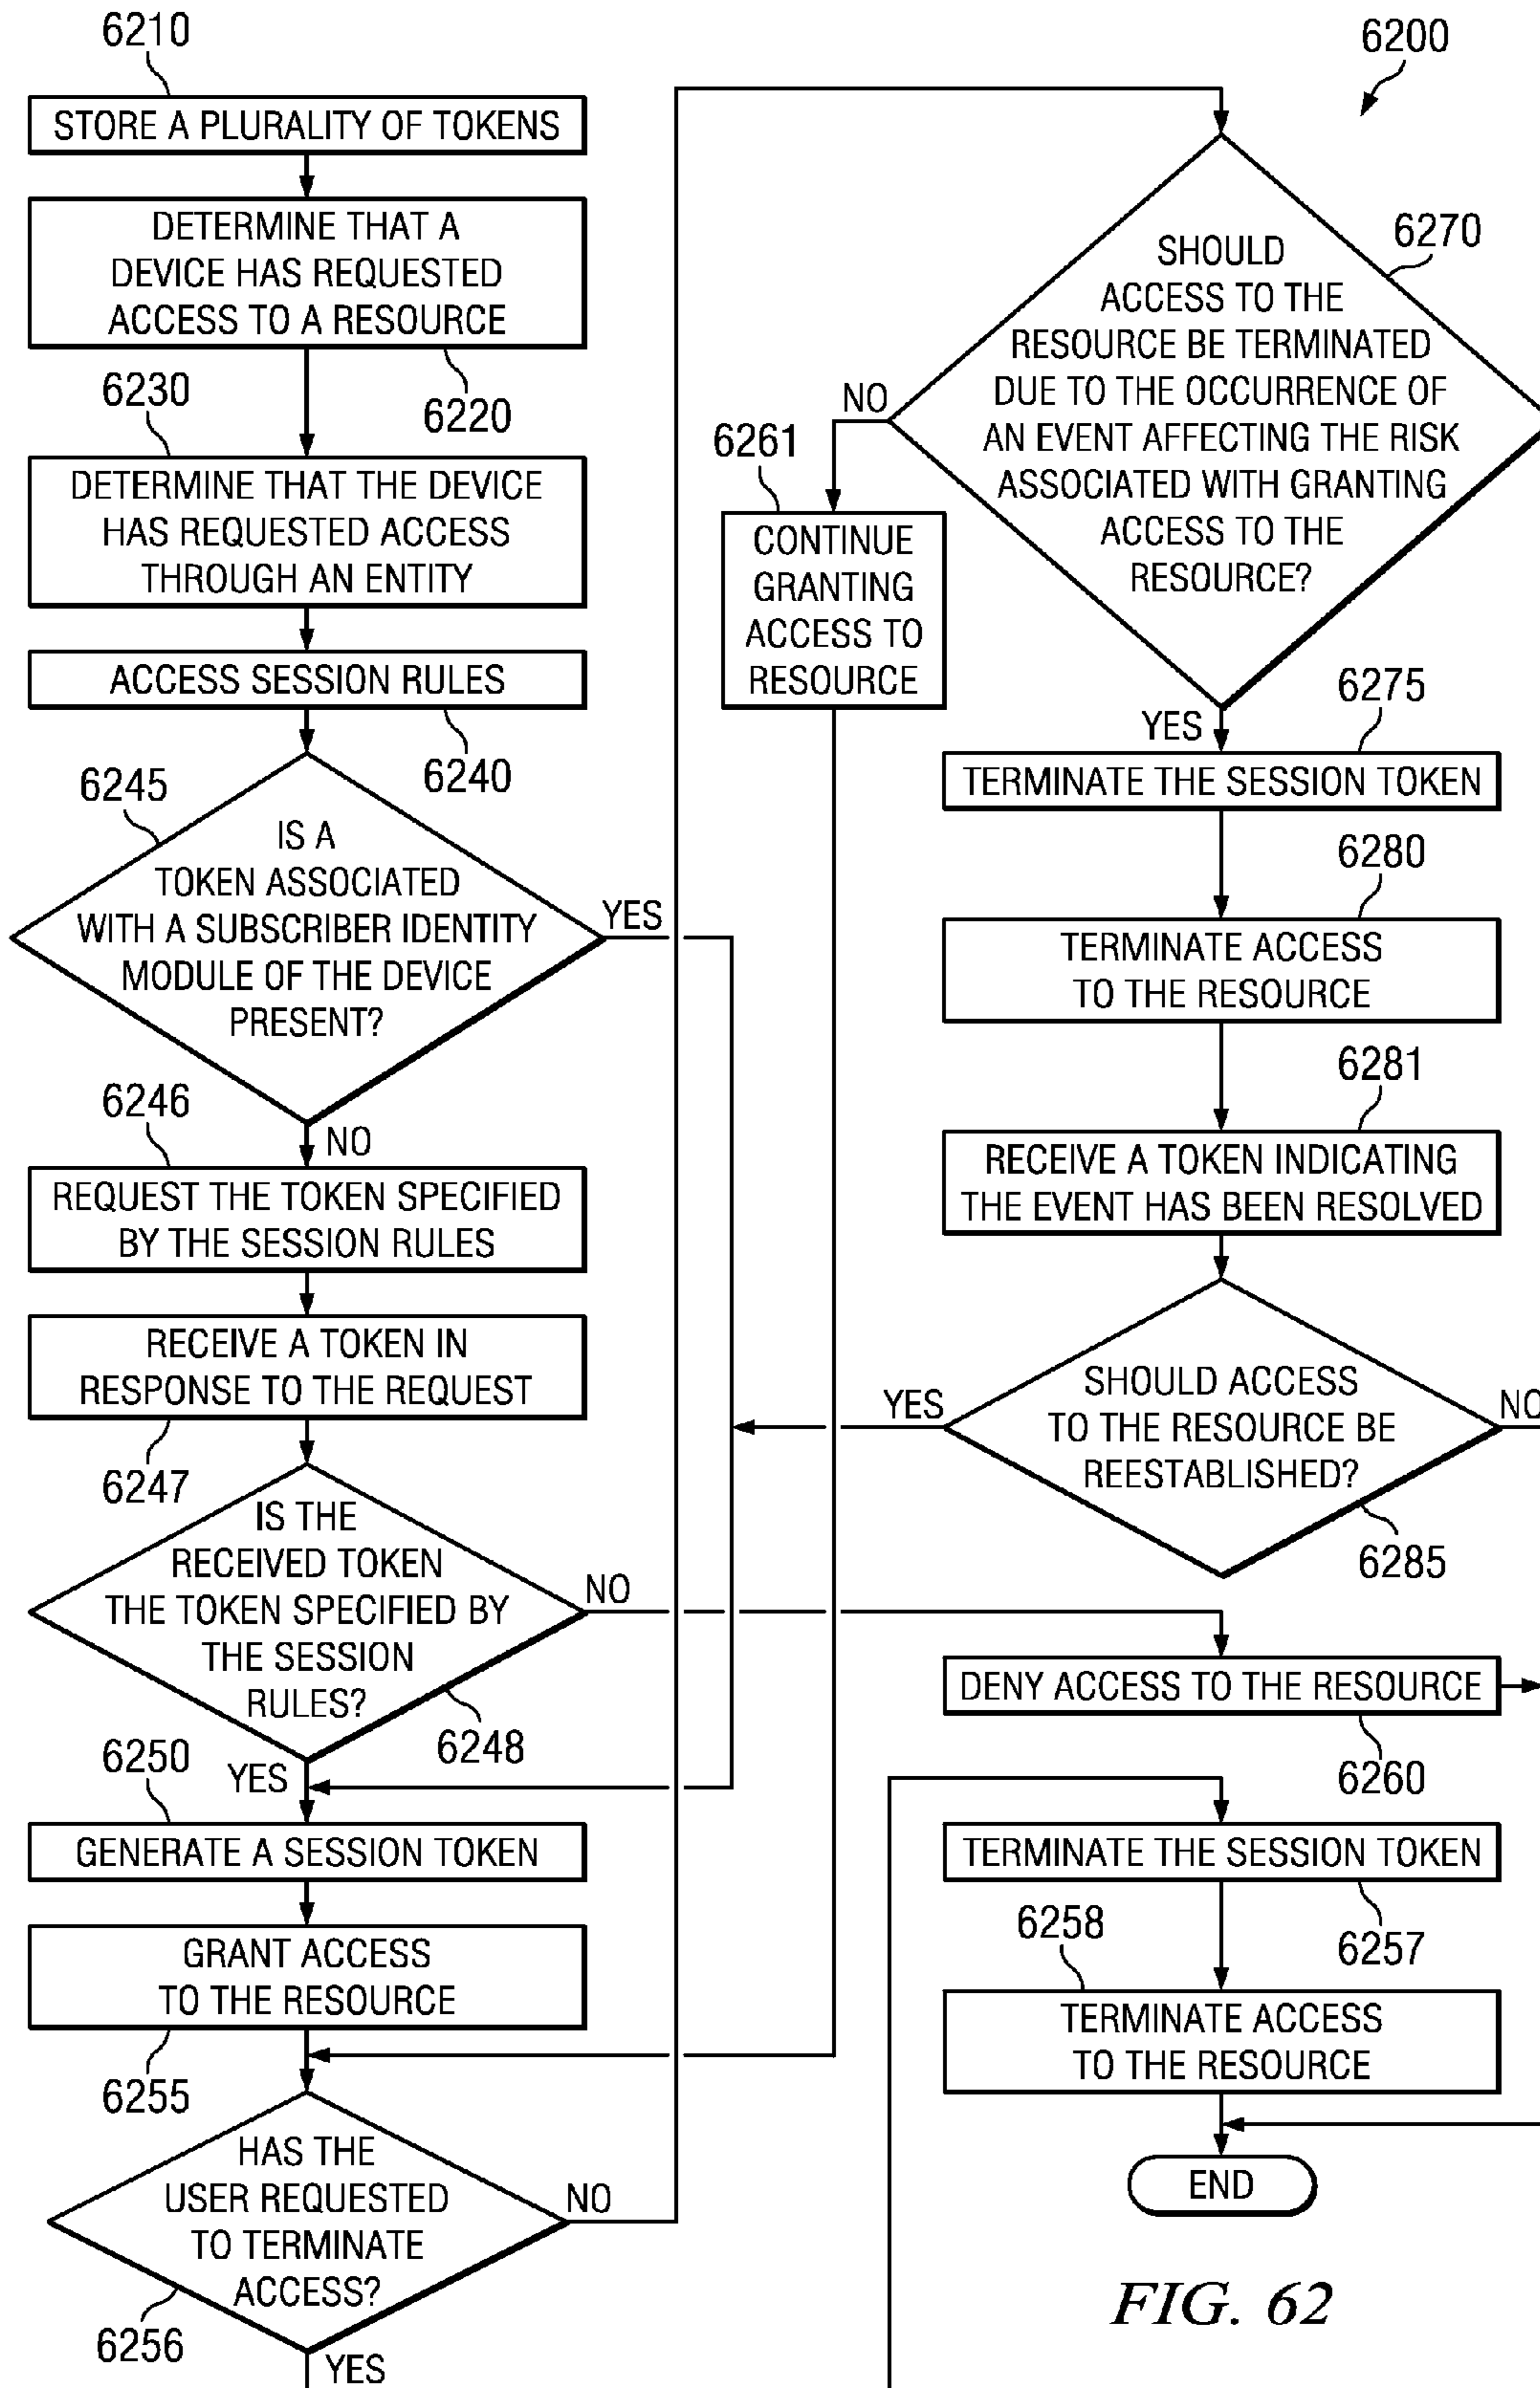 6210
STORE A PLURALITY OF TOKENS
DETERMINE THAT A
DEVICE HAS REQUESTED
ACCESS TO A RESOURCE
6220
6230
DETERMINE THAT THE DEVICE
HAS REQUESTED ACCESS
THROUGH AN ENTITY
ACCESS SESSION RULES
6240
6245
IS A
TOKEN ASSOCIATED
WITH A SUBSCRIBER IDENTITY
MODULE OF THE DEVICE
PRESENT?
YES
NO
6246
REQUEST THE TOKEN SPECIFIED
BY THE SESSION RULES
RECEIVE A TOKEN IN
RESPONSE TO THE REQUEST
6247
IS THE
RECEIVED TOKEN
THE TOKEN SPECIFIED BY
THE SESSION
RULES?
NO
6248
YES
6250
GENERATE A SESSION TOKEN
GRANT ACCESS
TO THE RESOURCE
6255
HAS THE
USER REQUESTED
TO TERMINATE
ACCESS?
NO
6256
YES
6200
6270
SHOULD
ACCESS TO THE
RESOURCE BE TERMINATED
DUE TO THE OCCURRENCE OF
AN EVENT AFFECTING THE RISK
ASSOCIATED WITH GRANTING
ACCESS TO THE
RESOURCE?
NO
6261
CONTINUE
GRANTING
ACCESS TO
RESOURCE
YES
6275
TERMINATE THE SESSION TOKEN
6280
TERMINATE ACCESS
TO THE RESOURCE
6281
RECEIVE A TOKEN INDICATING
THE EVENT HAS BEEN RESOLVED
SHOULD ACCESS
TO THE RESOURCE BE
REESTABLISHED?
YES
NO
6285
DENY ACCESS TO THE RESOURCE
6260
TERMINATE THE SESSION TOKEN
6257
6258
TERMINATE ACCESS
TO THE RESOURCE
END
FIG. 62